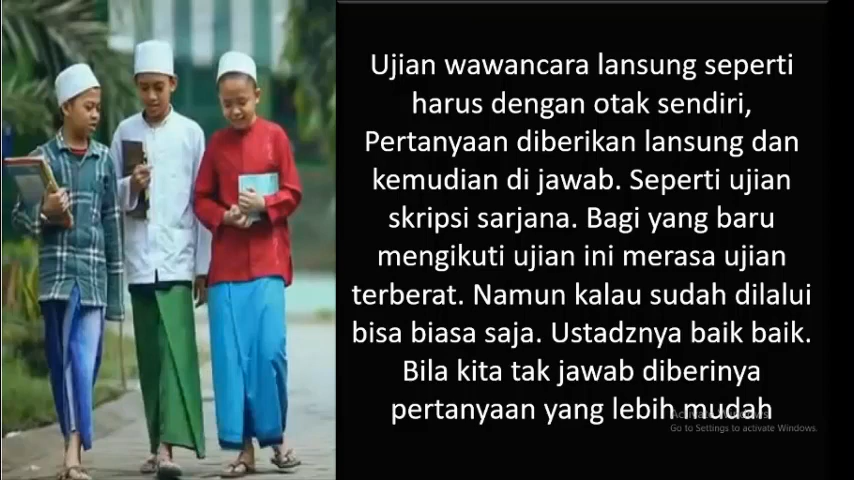 Ujian wawancara lansung seperti
harus dengan otak sendiri,
Pertanyaan diberikan lansung dan
kemudian di jawab. Seperti ujian
skripsi sarjana. Bagi yang baru
mengikuti ujian ini merasa ujian
terberat. Namun kalau sudah dilalui
bisa biasa saja. Ustadznya baik baik.
Bila kita tak jawab diberinya
pertanyaan yang lebih mudah
Activate Windows
Go to Settings to activate Windows.